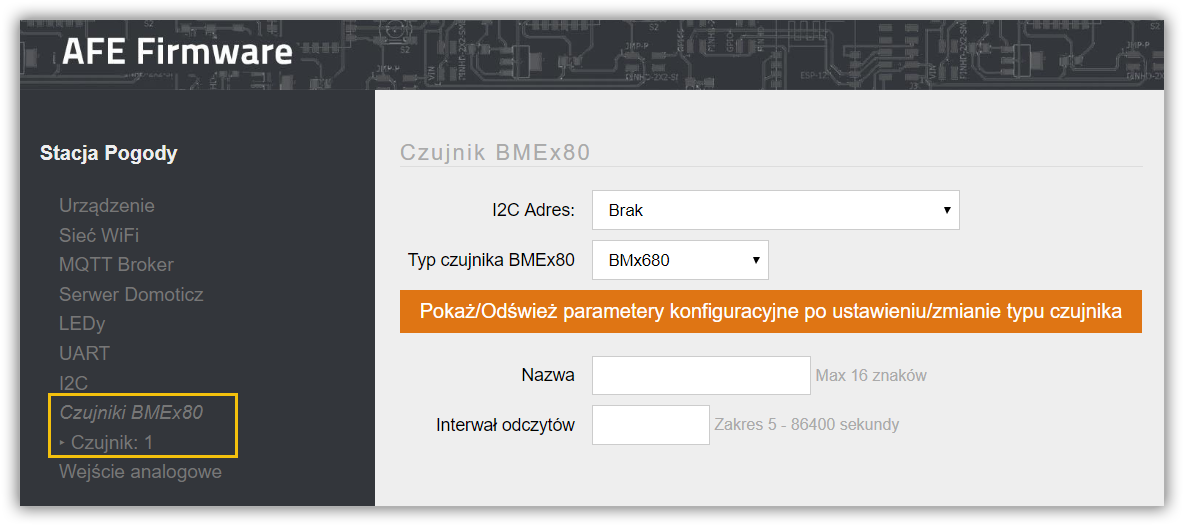 AFE Firmware
Stacja Pogody
Urządzenie
Sieć WiFi
MQTT Broker
Serwer Domoticz
LEDy
UART
I2C
Czujniki BMEx80
‣ Czujnik: 1
Wejście analogowe
Czujnik BMEx80
I2C Adres: Brak
Typ czujnika BMEx80 BMx680
Pokaż/Odśwież parametery konfiguracyjne po ustawieniu/zmianie typu czujnika
Nazwa Max 16 znaków
Interwał odczytów Zakres 5 - 86400 sekundy